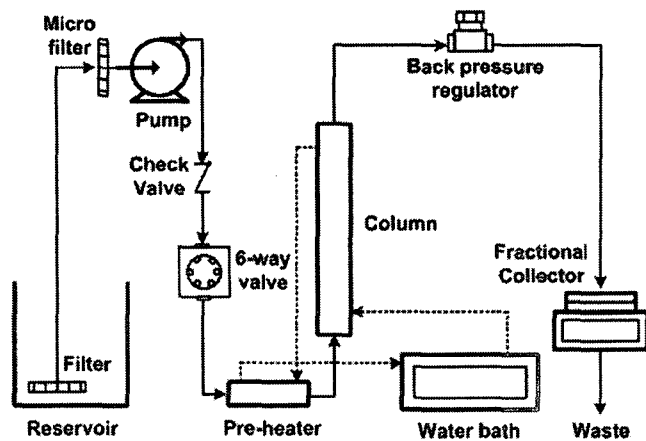 Micro
filter
Pump
Check
Valve
6-way
valve
Back pressure
regulator
Column
Fractional
Collector
Filter
Reservoir
Pre-heater
Water bath
Waste